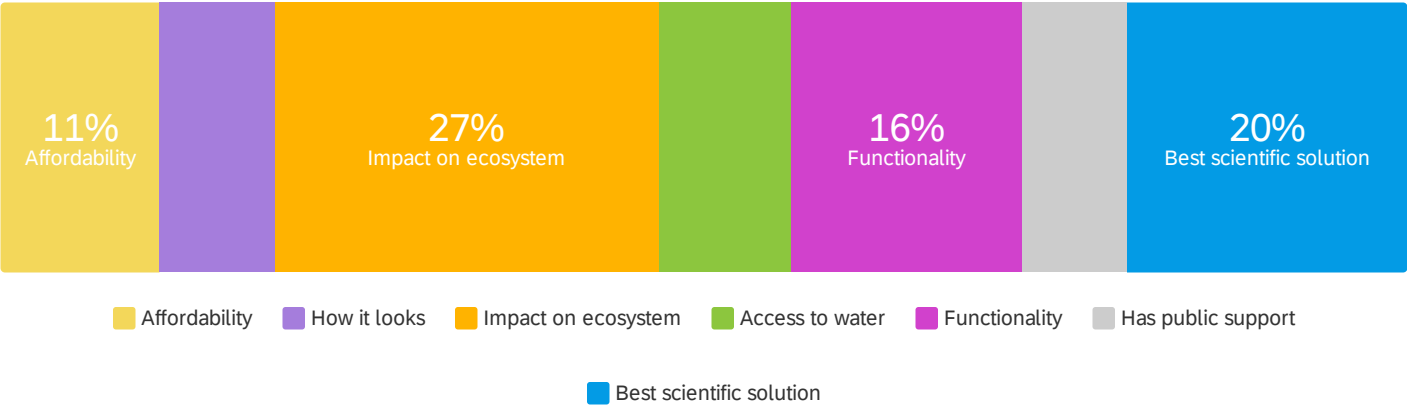 11%
Affordability
27%
Impact on ecosystem
16%
Functionality
20%
Best scientific solution
Affordability
How it looks
Impact on ecosystem
Access to water
Functionality
Has public support
Best scientific solution